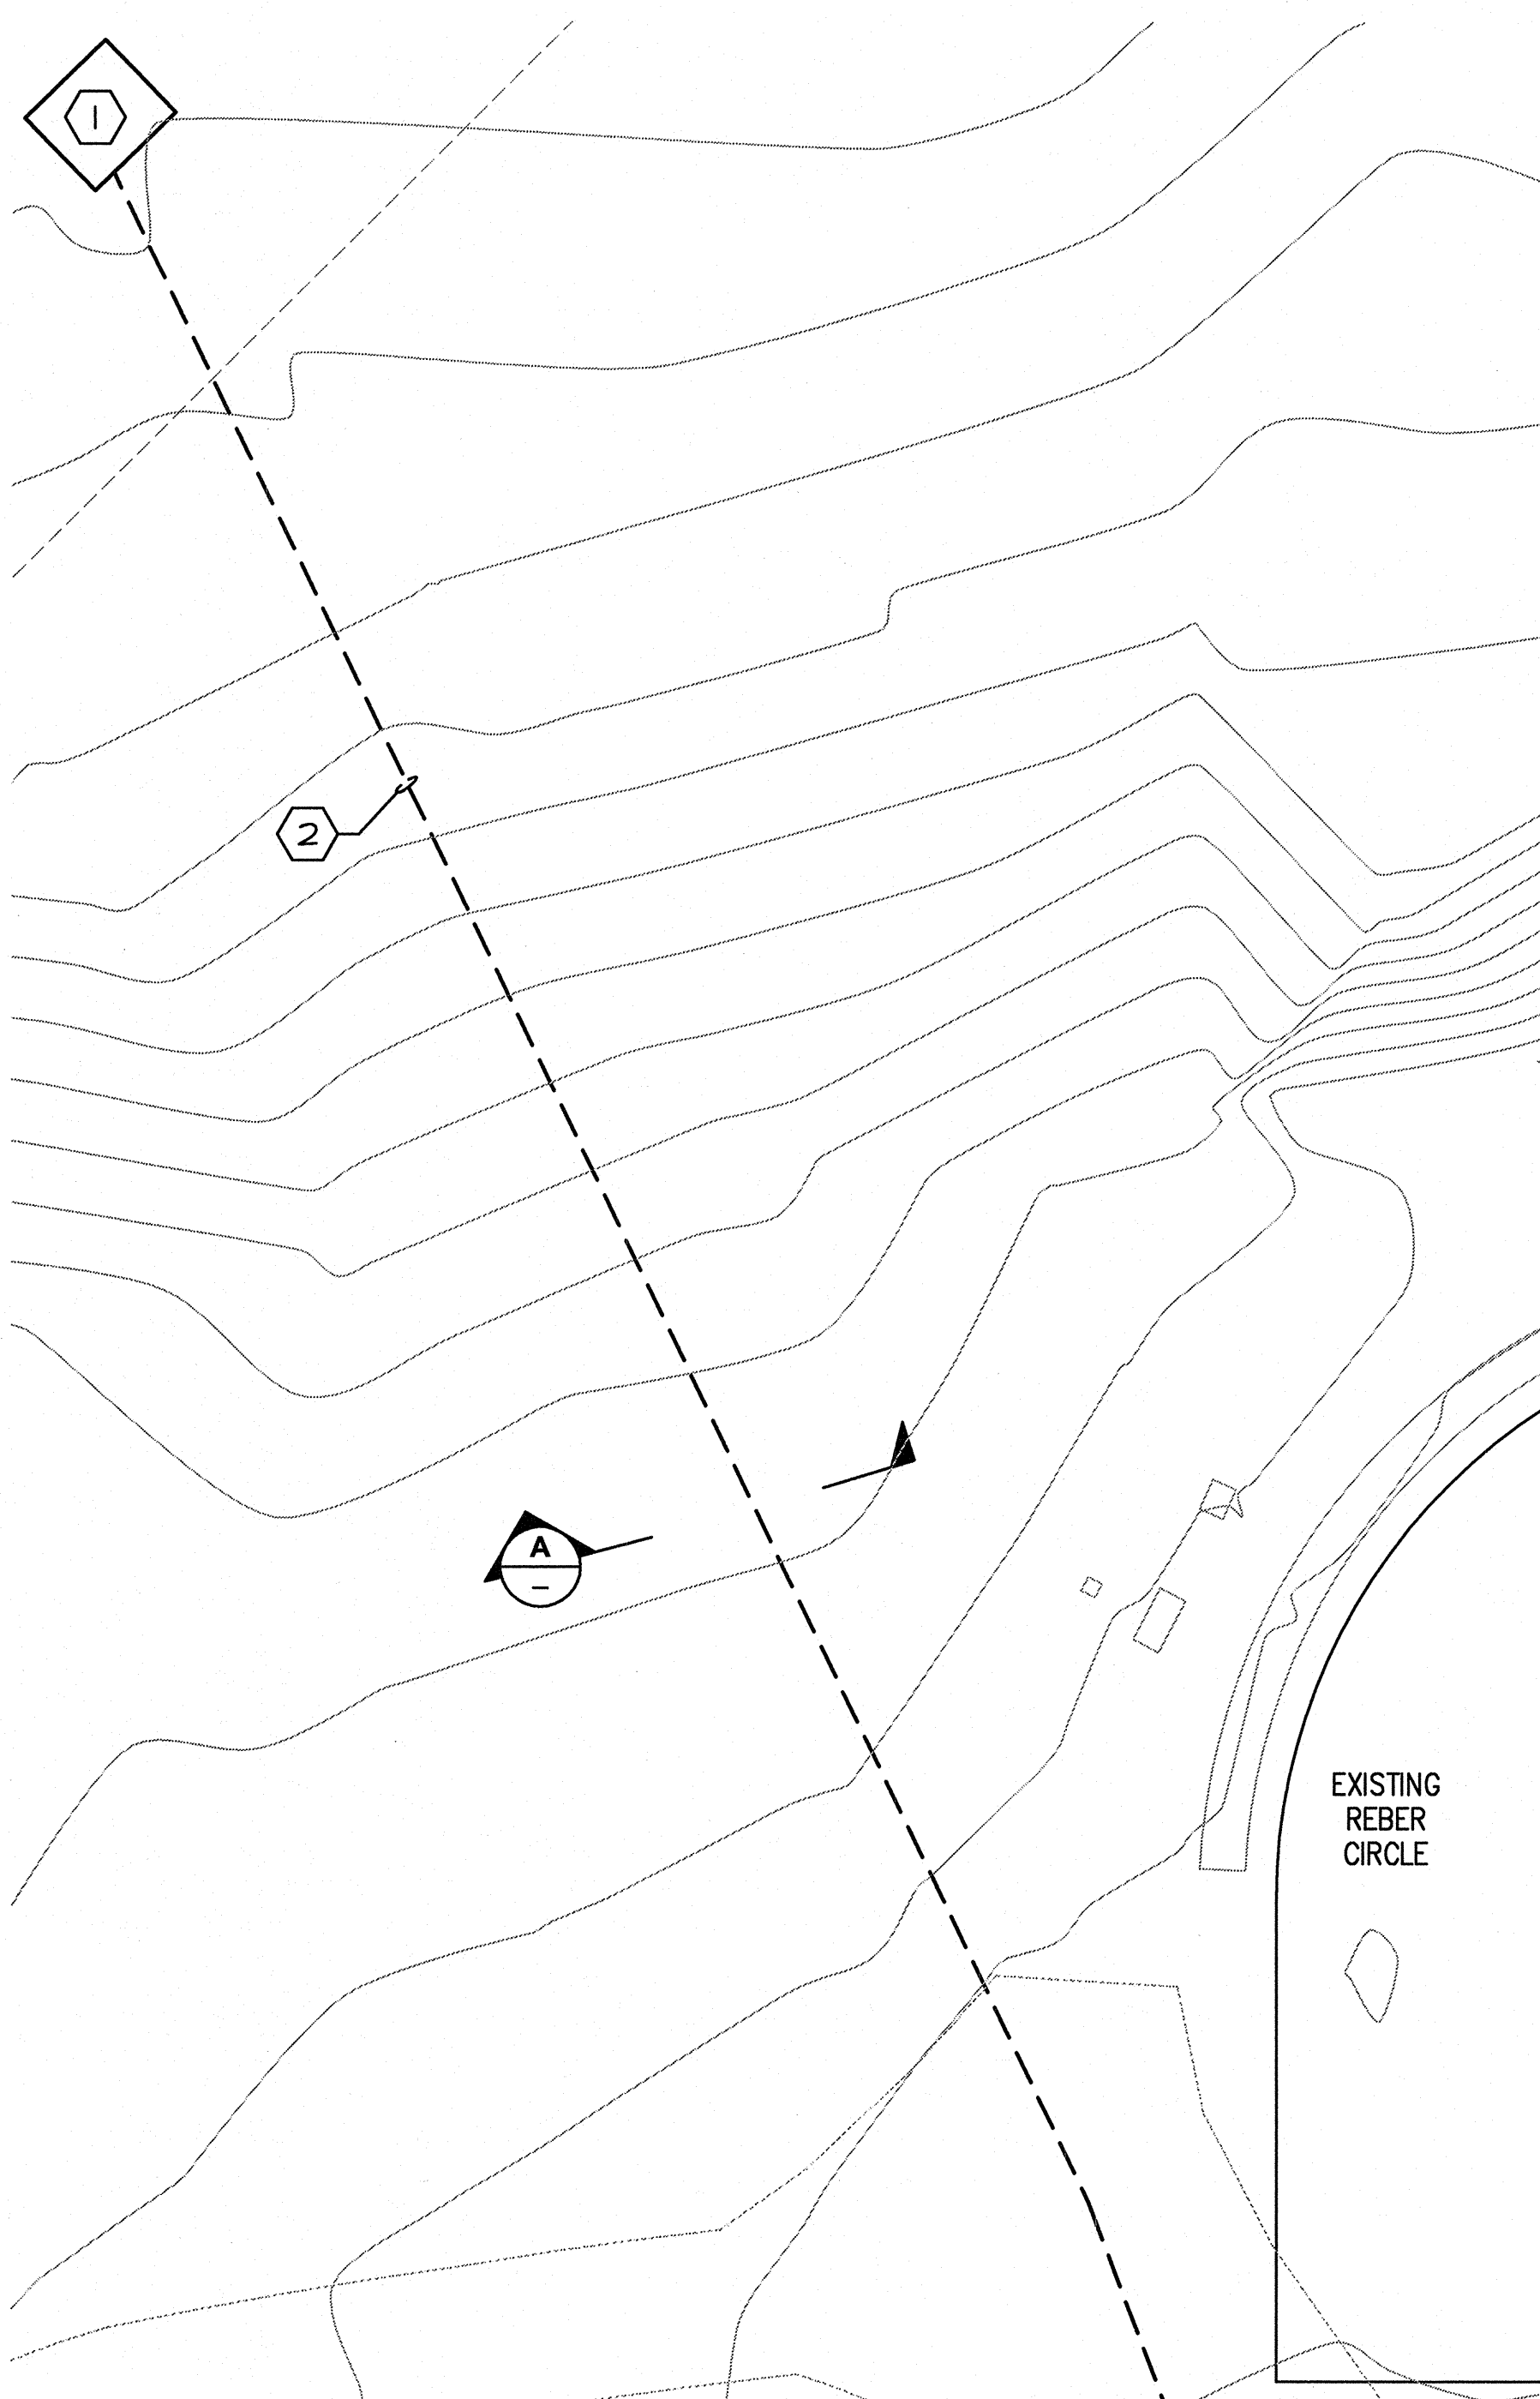 1
2
A
–
EXISTING
REBER
CIRCLE